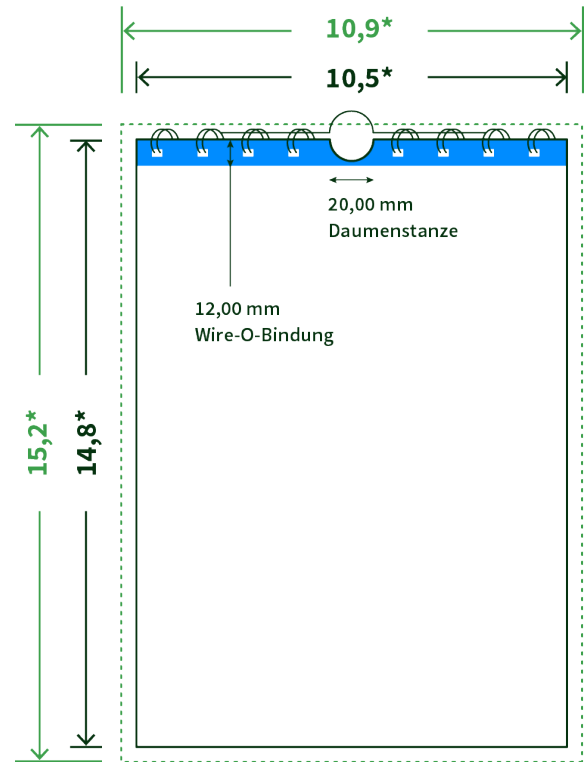 10,9*
10,5*
20,00 mm
Daumenstanze
12,00 mm
Wire-O-Bindung
15,2*
14,8*